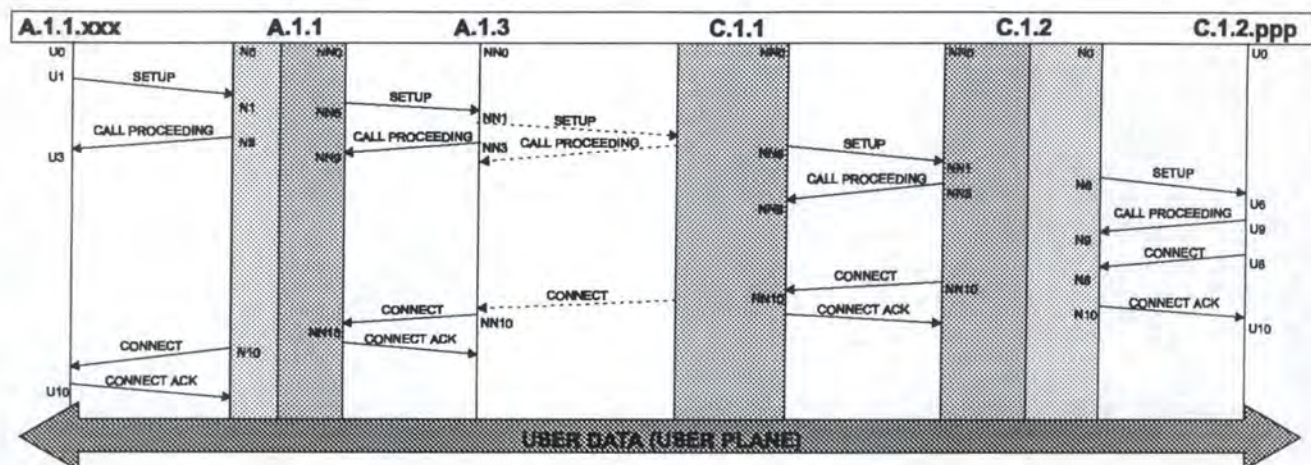 A.1.1.xxx A.1.1 A.1.3 C.1.1 C.1.2 C.1.2.ppp
U0 N0 NN0 NN0 NN0 NN0 N0 U0
U1 SETUP N1
SETUP NN6 NN1
SETUP
CALL PROCEEDING N3 U3
CALL PROCEEDING NN3 NN9
CALL PROCEEDING
SETUP NN6 NN1
SETUP N6 U6
CALL PROCEEDING NN3
CALL PROCEEDING U9 N9
CONNECT U8 N8
CONNECT NN10 NN10
CONNECT
CONNECT ACK N10 U10
CONNECT NN10 NN10
CONNECT ACK
CONNECT ACK
CONNECT N10
CONNECT ACK U10
USER DATA (USER PLANE)